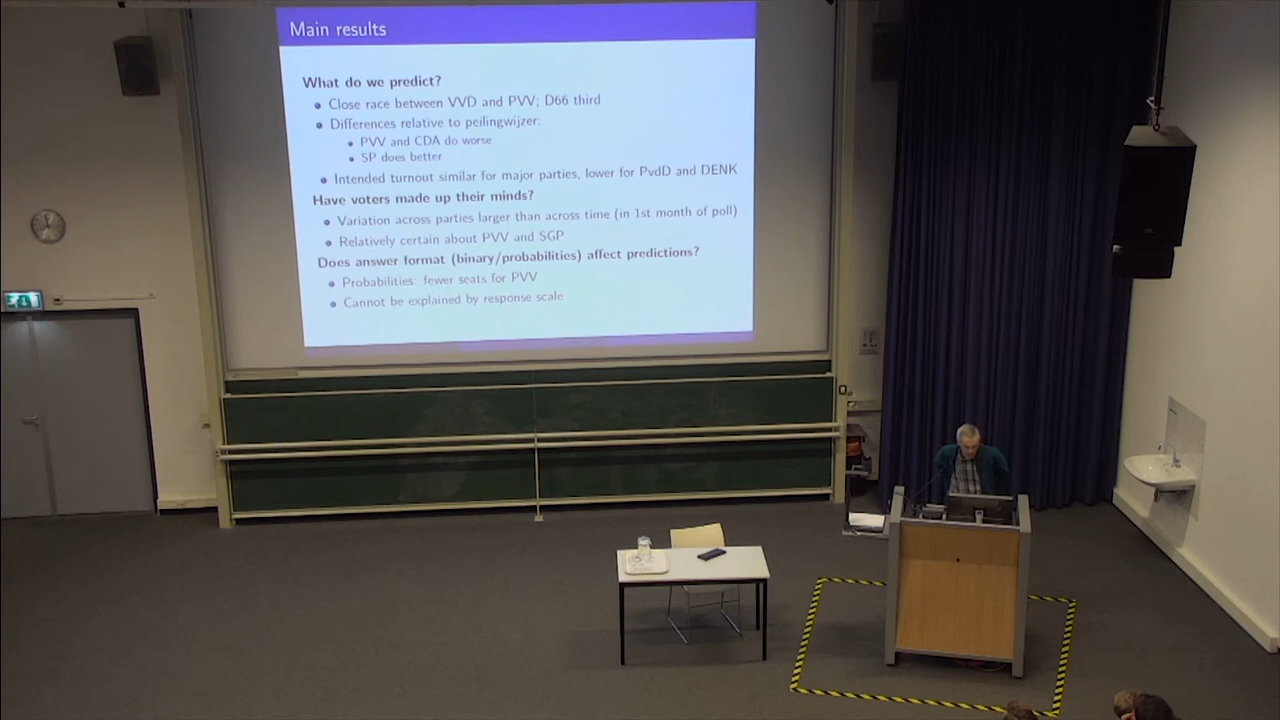 Main results
What do we predict?
Close race between VVD and PVV; D66 third
Differences relative to peilingwijzer:
PVV and CDA do worse
SP does better
Intended turnout similar for major parties, lower for PvdD and DENK
Have voters made up their minds?
Variation across parties larger than across time (in 1st month of poll)
Relatively certain about PVV and SGP
Does answer format (binary/probabilities) affect predictions?
Probabilities: fewer seats for PVV
Cannot be explained by response scale